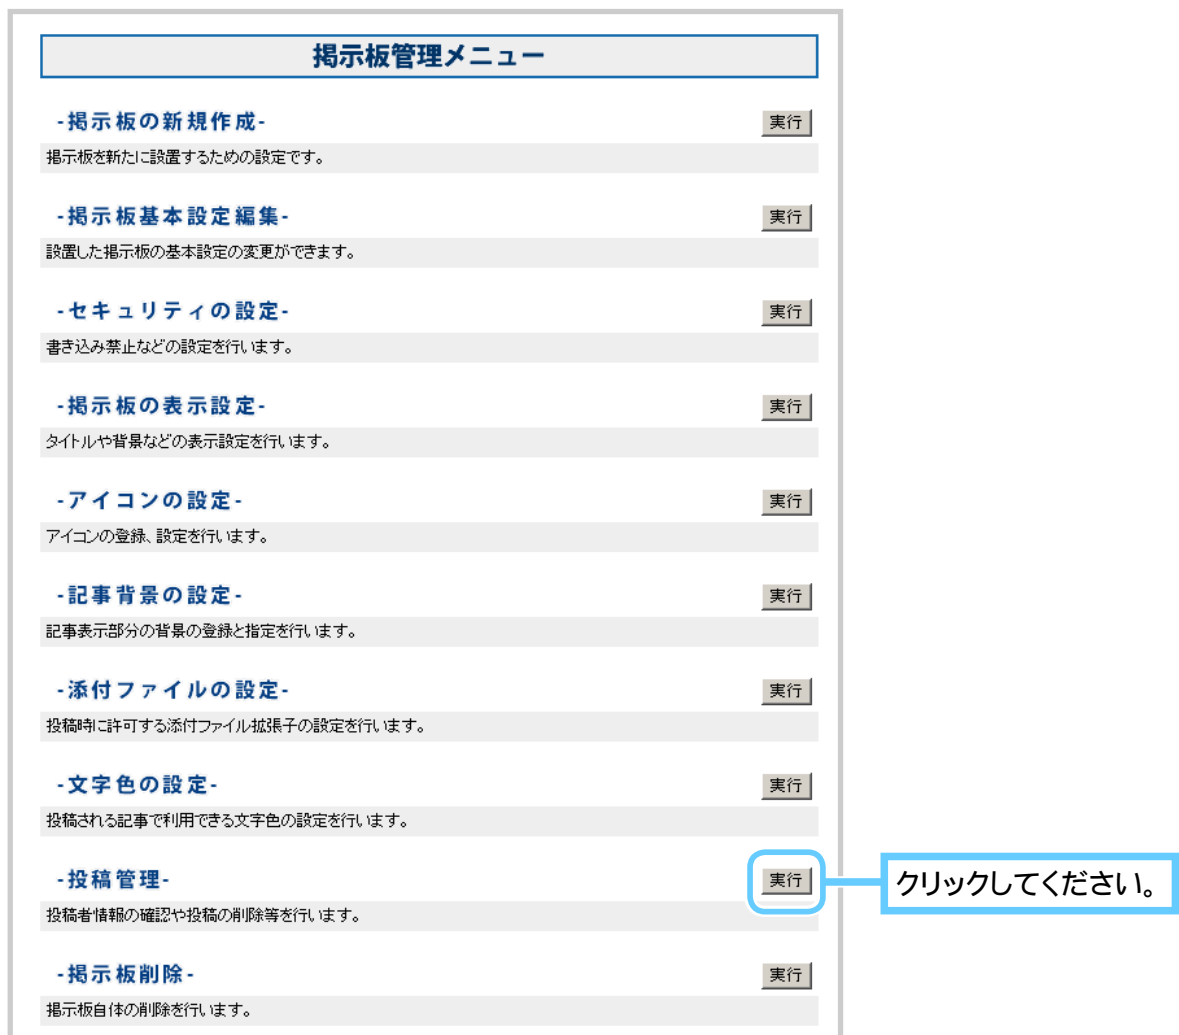 掲示板管理メニュー
-掲示板の新規作成-
実行
掲示板を新たに設置するための設定です。
-掲示板基本設定編集-
実行
設置した掲示板の基本設定の変更ができます。
-セキュリティの設定-
実行
書き込み禁止などの設定を行います。
-掲示板の表示設定-
実行
タイトルや背景などの表示設定を行います。
-アイコンの設定-
実行
アイコンの登録、設定を行います。
-記事背景の設定-
実行
記事表示部分の背景の登録と指定を行います。
-添付ファイルの設定-
実行
投稿時に許可する添付ファイル拡張子の設定を行います。
-文字色の設定-
実行
投稿される記事で利用できる文字色の設定を行います。
-投稿管理-
実行
クリックしてください。
投稿者情報の確認や投稿の削除等を行います。
-掲示板削除-
実行
掲示板自体の削除を行います。